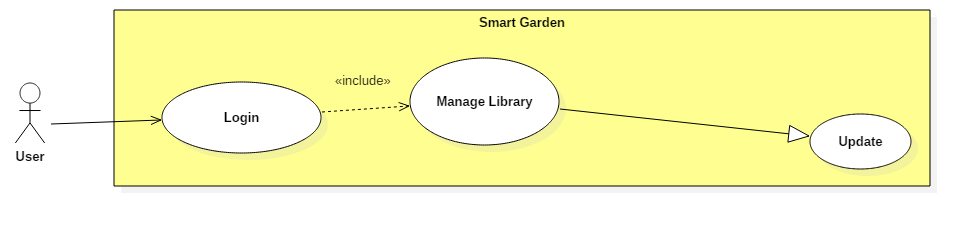 Smart Garden
«include»
Manage Library
Login
Update
User